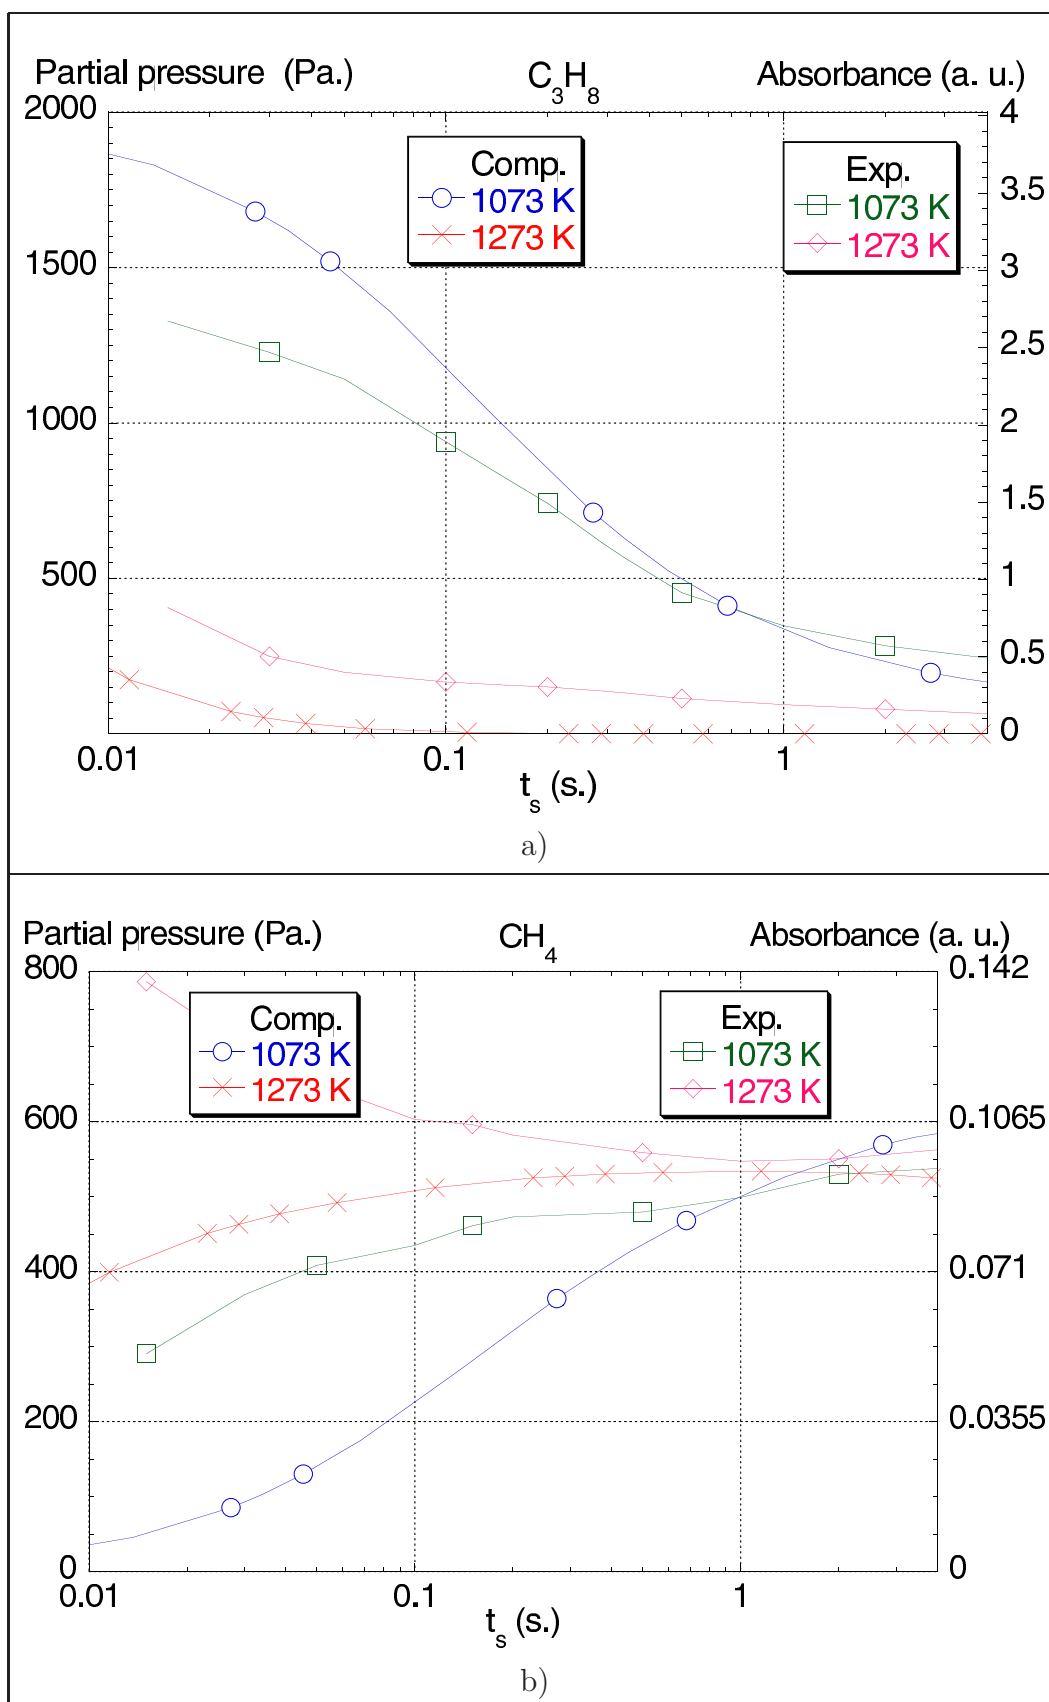 Partial pressure (Pa.) C3H8 Absorbance (a. u.)
2000 4
Comp. Exp.
1073 K 1073 K
1273 K 1273 K
3.5
1500 3
2.5
1000 2
1.5
500 1
0.5
0
0.01 0.1 1
ts (s.)
a)
Partial pressure (Pa.) CH4 Absorbance (a. u.)
800 0.142
Comp. Exp.
1073 K 1073 K
1273 K 1273 K
600 0.1065
400 0.071
200 0.0355
0 0
0.01 0.1 1
ts (s.)
b)